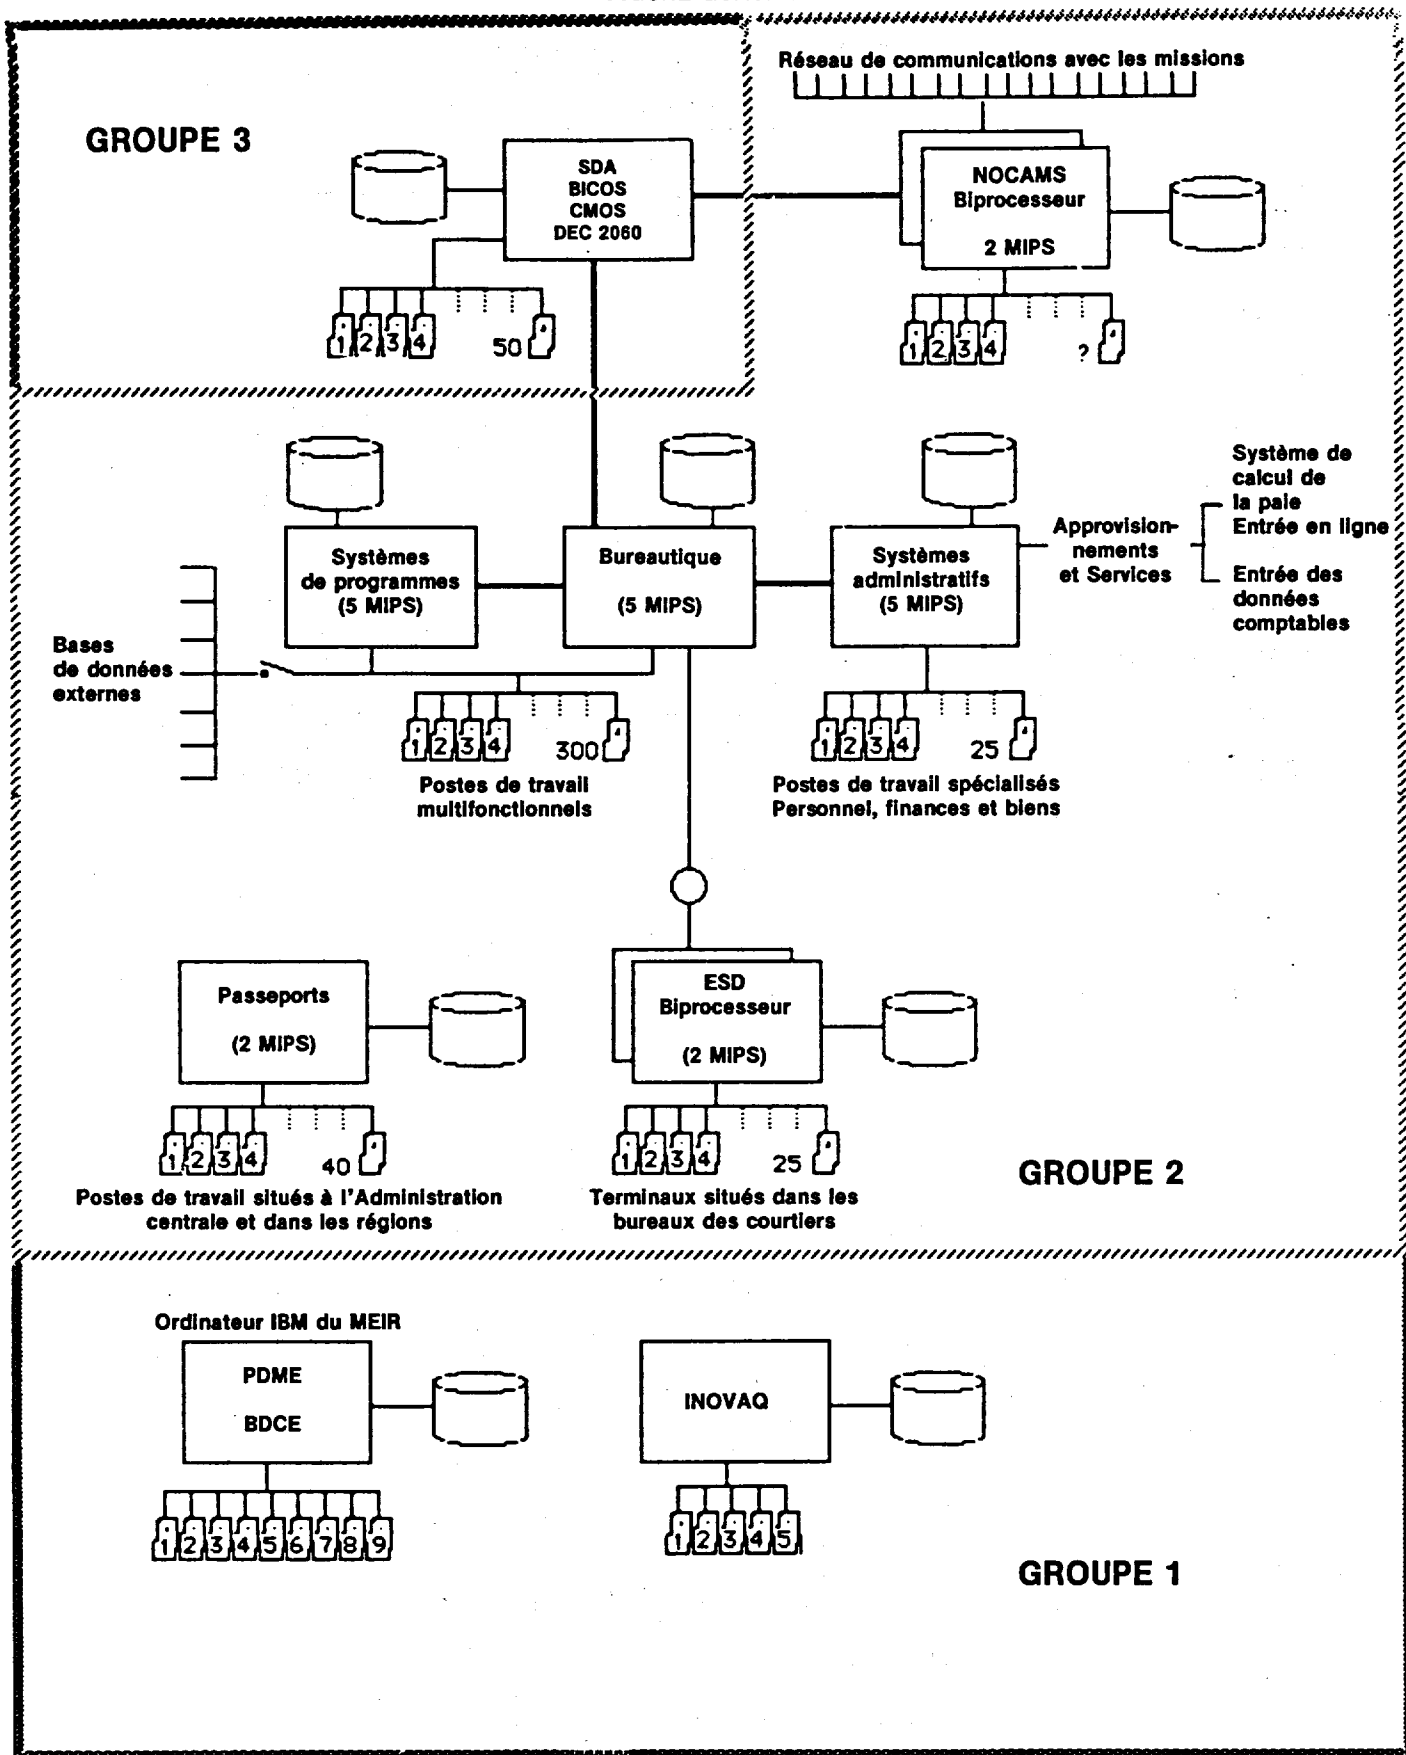 Réseau de communications avec les missions
GROUPE 3
SDA
BICOS
CMOS
DEC 2060
NOCAMS
Biprocesseur
2 MIPS
1 2 3 4 50
1 2 3 4 ?
Systèmes
de programmes
(5 MIPS)
Bureautique
(5 MIPS)
Systèmes
administratifs
(5 MIPS)
Approvision-
nements
et Services
Système de
calcul de
la paie
Entrée en ligne
Entrée des
données
comptables
Bases
de données
externes
1 2 3 4 300
Postes de travail
multifonctionnels
1 2 3 4 25
Postes de travail spécialisés
Personnel, finances et biens
Passeports
(2 MIPS)
ESD
Biprocesseur
(2 MIPS)
1 2 3 4 40
Postes de travail situés à l'Administration
centrale et dans les régions
1 2 3 4 25
Terminaux situés dans les
bureaux des courtiers
GROUPE 2
Ordinateur IBM du MEIR
PDME
BDCE
INOVAQ
1 2 3 4 5 6 7 8 9
1 2 3 4 5
GROUPE 1